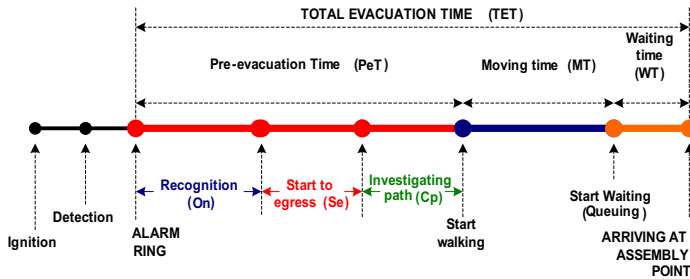 TOTAL EVACUATION TIME (TET)
Waiting
time
(WT)
Pre-evacuation Time (PeT)
Moving time (MT)
Recognition
(On)
Start to
egress (Se)
Investigating
path (Cp)
Ignition
Detection
ALARM
RING
Start
walking
Start Waiting
(Queuing)
ARRIVING AT
ASSEMBLY
POINT